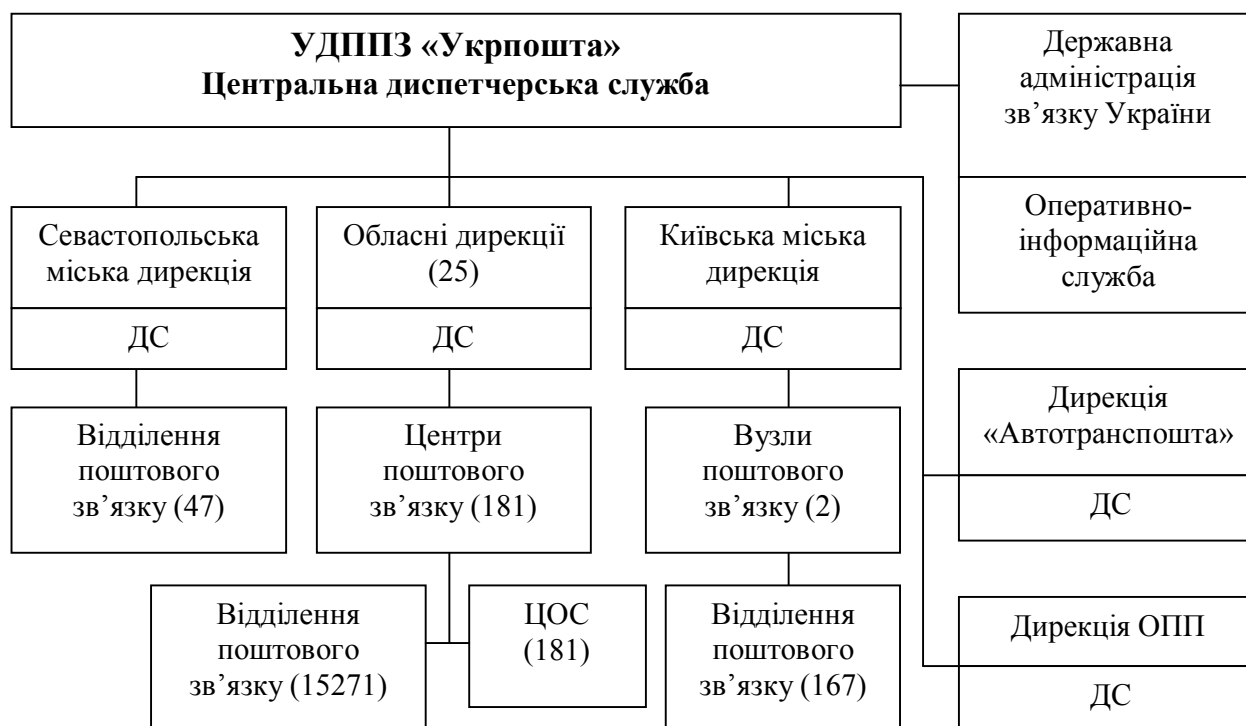 УДППЗ «Укрпошта»
Центральна диспетчерська служба
Державна
адміністрація
зв’язку України
Оперативно-
інформаційна
служба
Севастопольська
міська дирекція
ДС
Обласні дирекції
(25)
ДС
Київська міська
дирекція
ДС
Відділення
поштового
зв’язку (47)
Центри
поштового
зв’язку (181)
Вузли
поштового
зв’язку (2)
Дирекція
«Автотранспошта»
ДС
Відділення
поштового
зв’язку (15271)
ЦОС
(181)
Відділення
поштового
зв’язку (167)
Дирекція ОПП
ДС